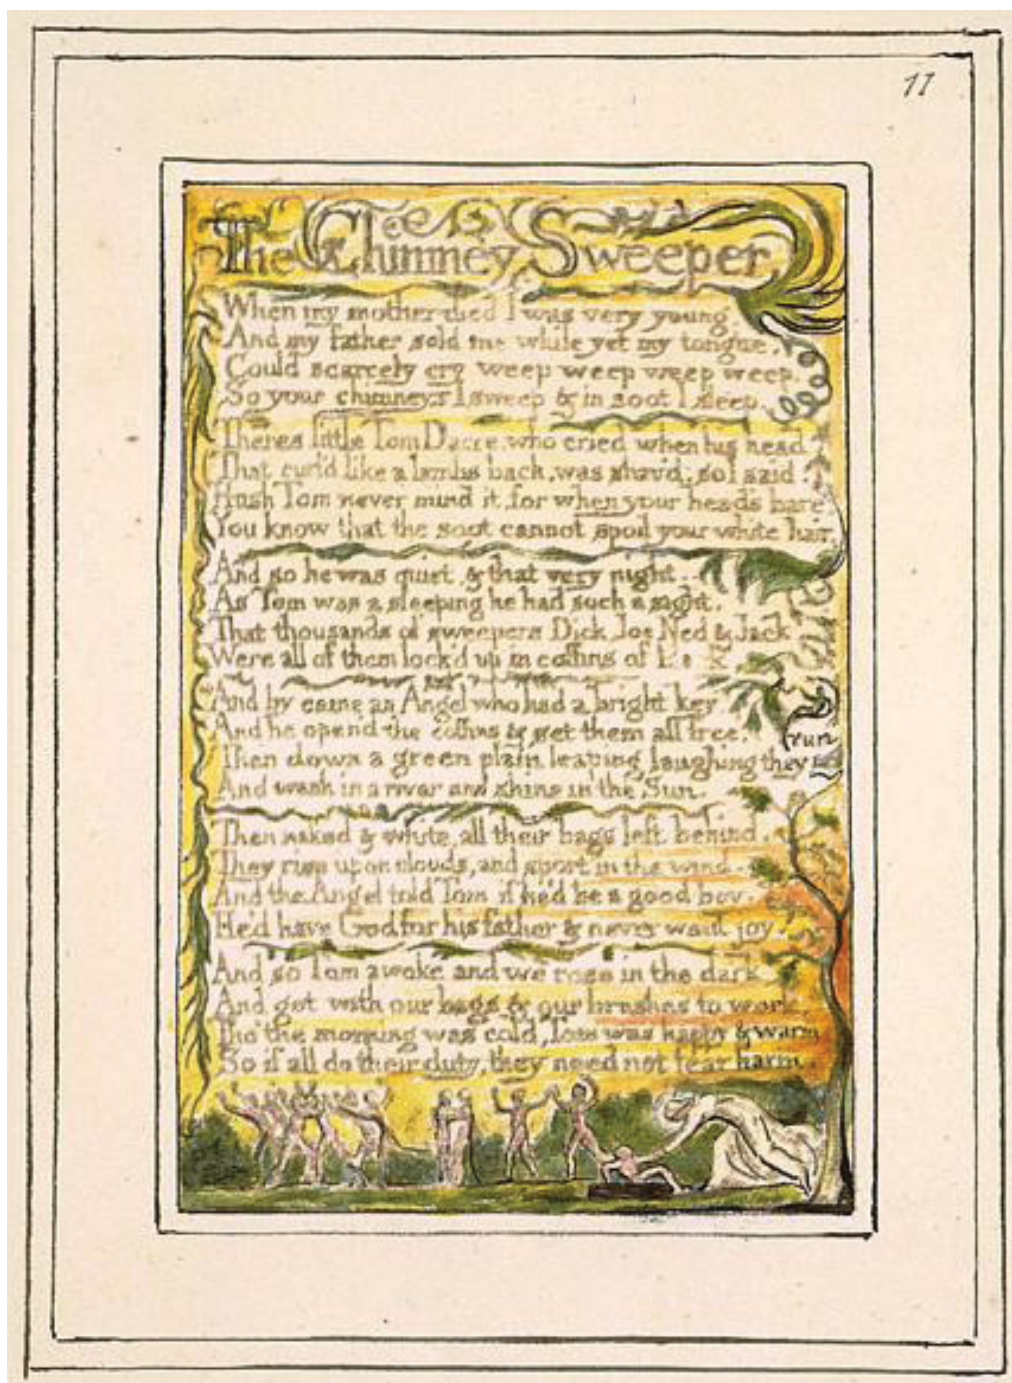 11
The Chimney Sweeper
When my mother died I was very young,
And my father sold me while yet my tongue,
Could scarcely cry weep weep weep weep.
So your chimneys I sweep & in soot I sleep.
Theres little Tom Dacre, who cried when his head
That curl'd like a lambs back, was shav'd, so I said.
Hush Tom never mind it, for when your head's bare,
You know that the soot cannot spoil your white hair.
And so he was quiet, & that very night.
As Tom was a sleeping he had such a sight,
That thousands of sweepers Dick, Joe, Ned & Jack
Were all of them lock'd up in coffins of
And by came an Angel who had a bright key
And he open'd the coffins & set them all free.
Then down a green plain leaping laughing they run
And wash in a river and shine in the Sun.
Then naked & white, all their bags left behind.
They rise upon clouds, and sport in the wind.
And the Angel told Tom if he'd be a good boy,
He'd have God for his father & never want joy.
And so Tom awoke and we rose in the dark
And got with our bags & our brushes to work.
Tho' the morning was cold, Tom was happy & warm
So if all do their duty, they need not fear harm.